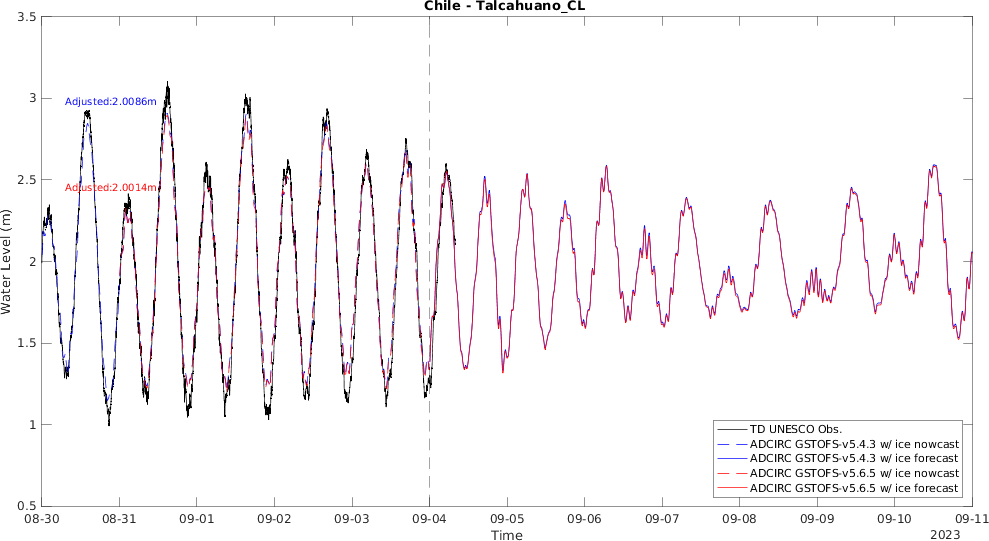 Chile - Talcahuano_CL
3.5
3
2.5
2
1.5
1
0.5
Water Level (m)
Adjusted:2.0086m
Adjusted:2.0014m
TD UNESCO Obs.
ADCIRC GSTOFS-v5.4.3 w/ ice nowcast
ADCIRC GSTOFS-v5.4.3 w/ ice forecast
ADCIRC GSTOFS-v5.6.5 w/ ice nowcast
ADCIRC GSTOFS-v5.6.5 w/ ice forecast
08-30 08-31 09-01 09-02 09-03 09-04 09-05 09-06 09-07 09-08 09-09 09-10 09-11
Time
2023